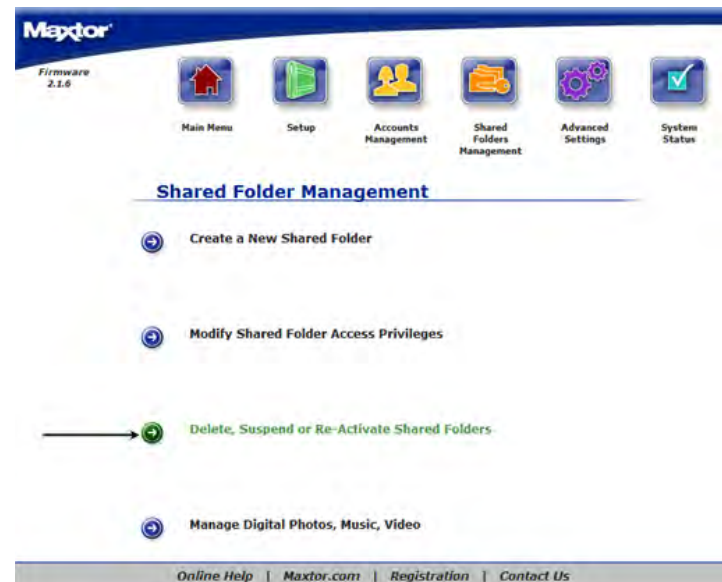 Maxtor
Firmware
2.1.6
Main Menu
Setup
Accounts
Management
Shared
Folders
Management
Advanced
Settings
System
Status
Shared Folder Management
Create a New Shared Folder
Modify Shared Folder Access Privileges
Delete, Suspend or Re-Activate Shared Folders
Manage Digital Photos, Music, Video
Online Help | Maxtor.com | Registration | Contact Us